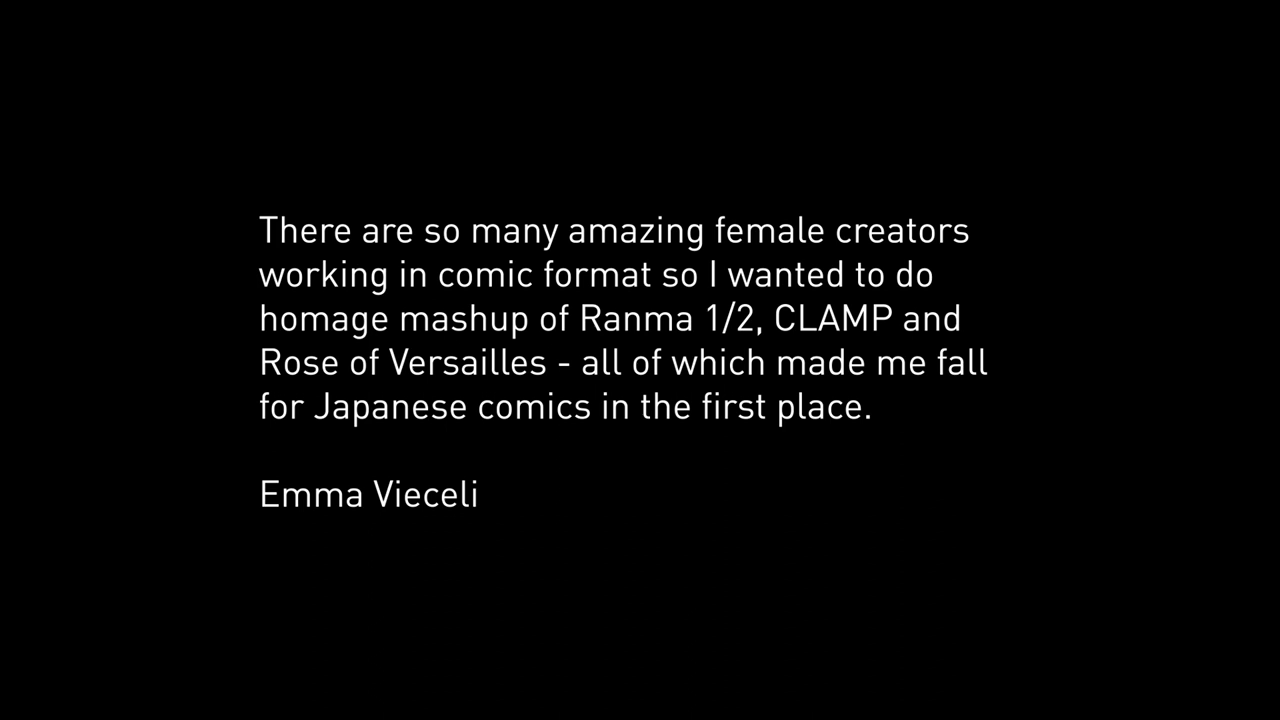 There are so many amazing female creators
working in comic format so I wanted to do
homage mashup of Ranma 1/2, CLAMP and
Rose of Versailles - all of which made me fall
for Japanese comics in the first place.
Emma Vieceli